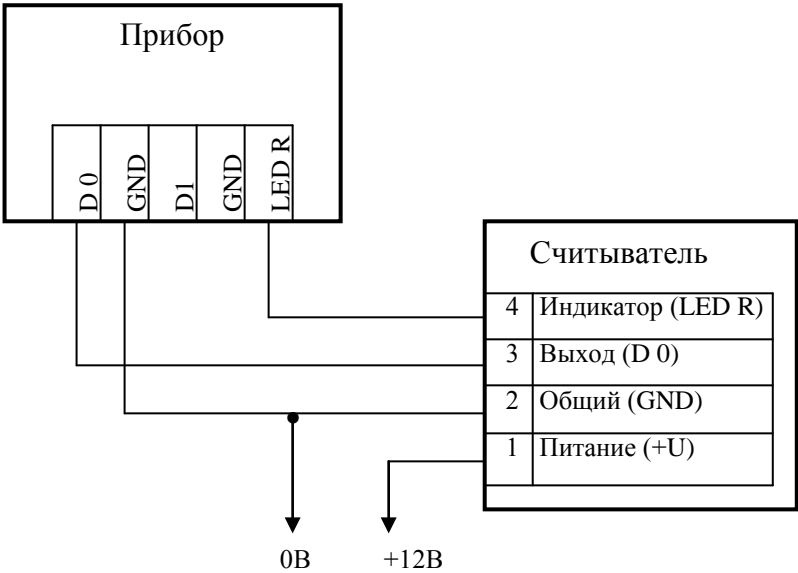 Прибор
D 0
GND
D1
GND
LED R
Считыватель
4 Индикатор (LED R)
3 Выход (D 0)
2 Общий (GND)
1 Питание (+U)
0В
+12В